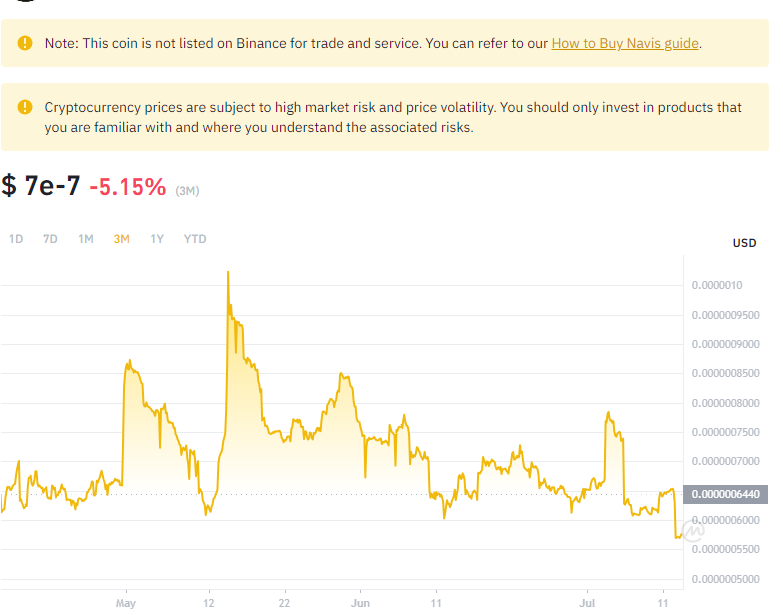 Note: This coin is not listed on Binance for trade and service. You can refer to our How to Buy Navis guide.
Cryptocurrency prices are subject to high market risk and price volatility. You should only invest in products that
you are familiar with and where you understand the associated risks.
$ 7e-7 -5.15% (3M)
1D 7D 1M 3M 1Y YTD
USD
0.0000010
0.0000009500
0.0000009000
0.0000008500
0.0000008000
0.0000007500
0.0000007000
0.0000006440
0.0000006000
0.0000005500
0.0000005000
May 12 22 Jun 11 Jul 11